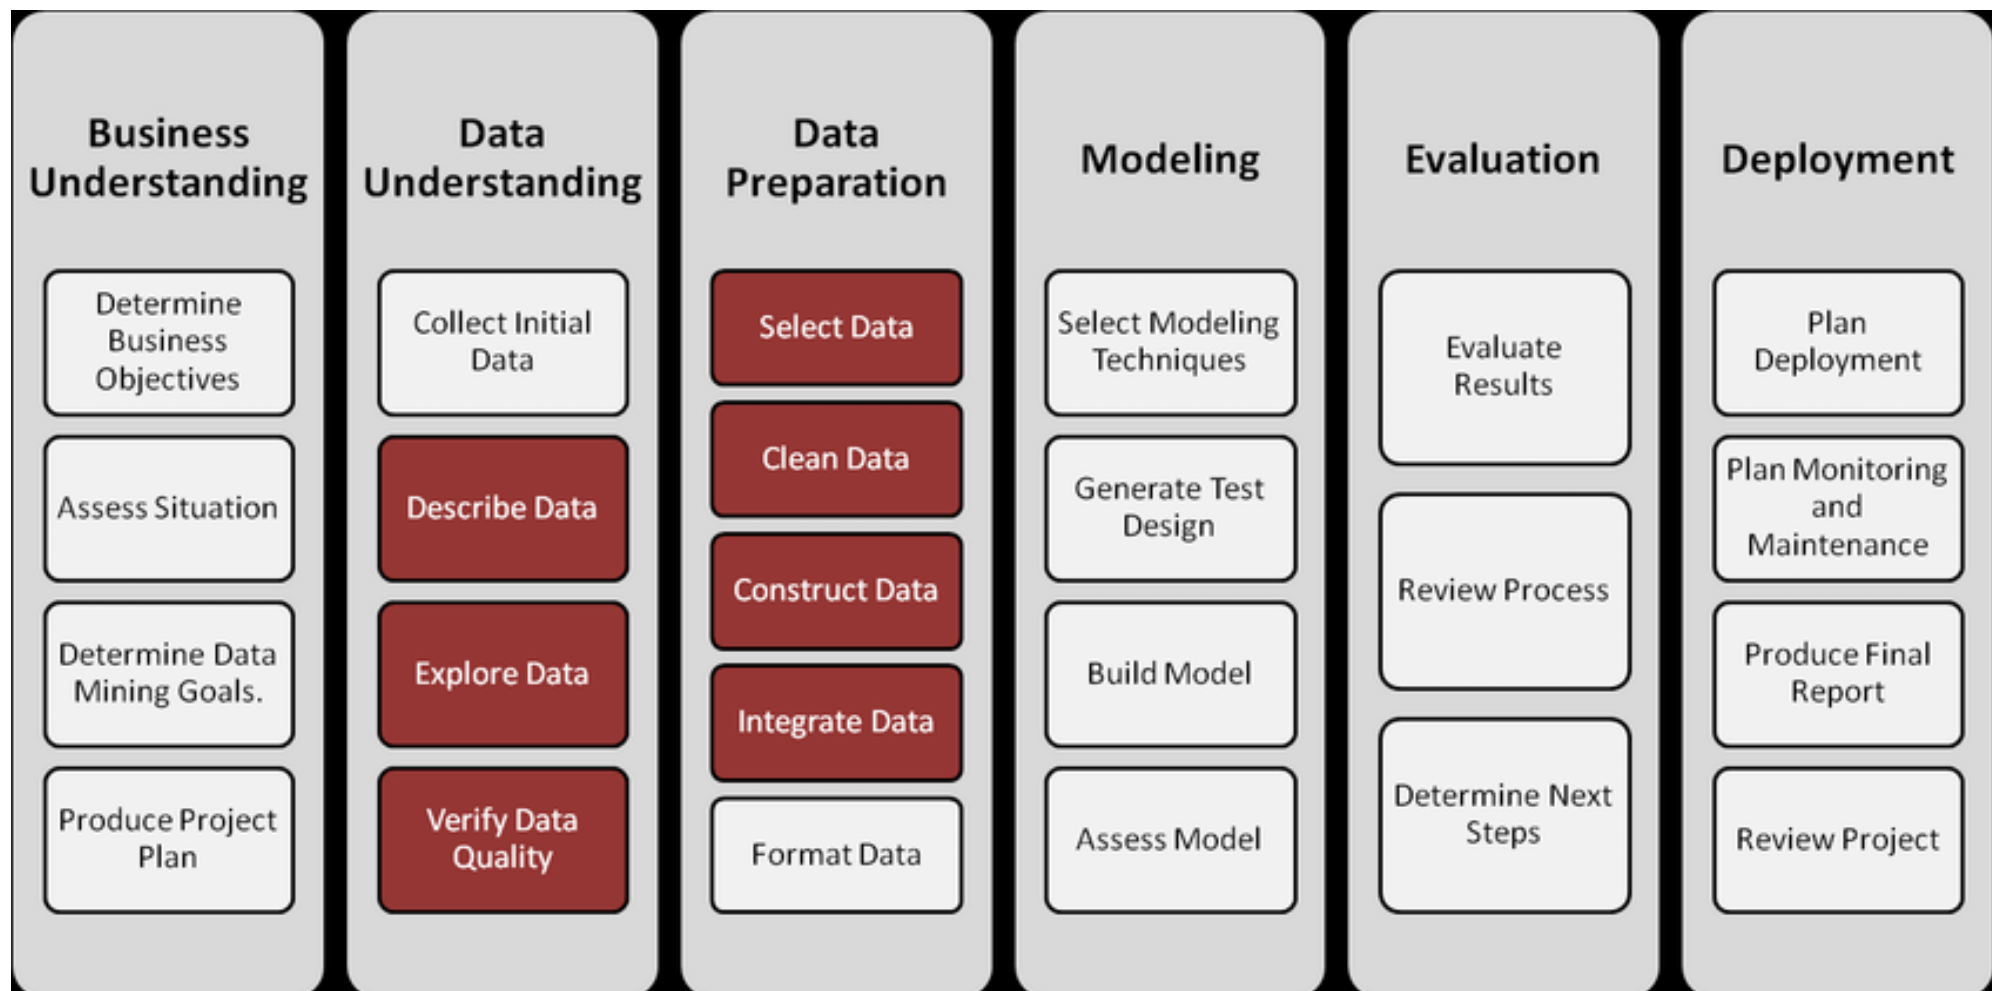 Business
Understanding
Determine
Business
Objectives
Assess Situation
Determine Data
Mining Goals.
Produce Project
Plan
Data
Understanding
Collect Initial
Data
Describe Data
Explore Data
Verify Data
Quality
Data
Preparation
Select Data
Clean Data
Construct Data
Integrate Data
Format Data
Modeling
Select Modeling
Techniques
Generate Test
Design
Build Model
Assess Model
Evaluation
Evaluate
Results
Review Process
Determine Next
Steps
Deployment
Plan
Deployment
Plan Monitoring
and
Maintenance
Produce Final
Report
Review Project